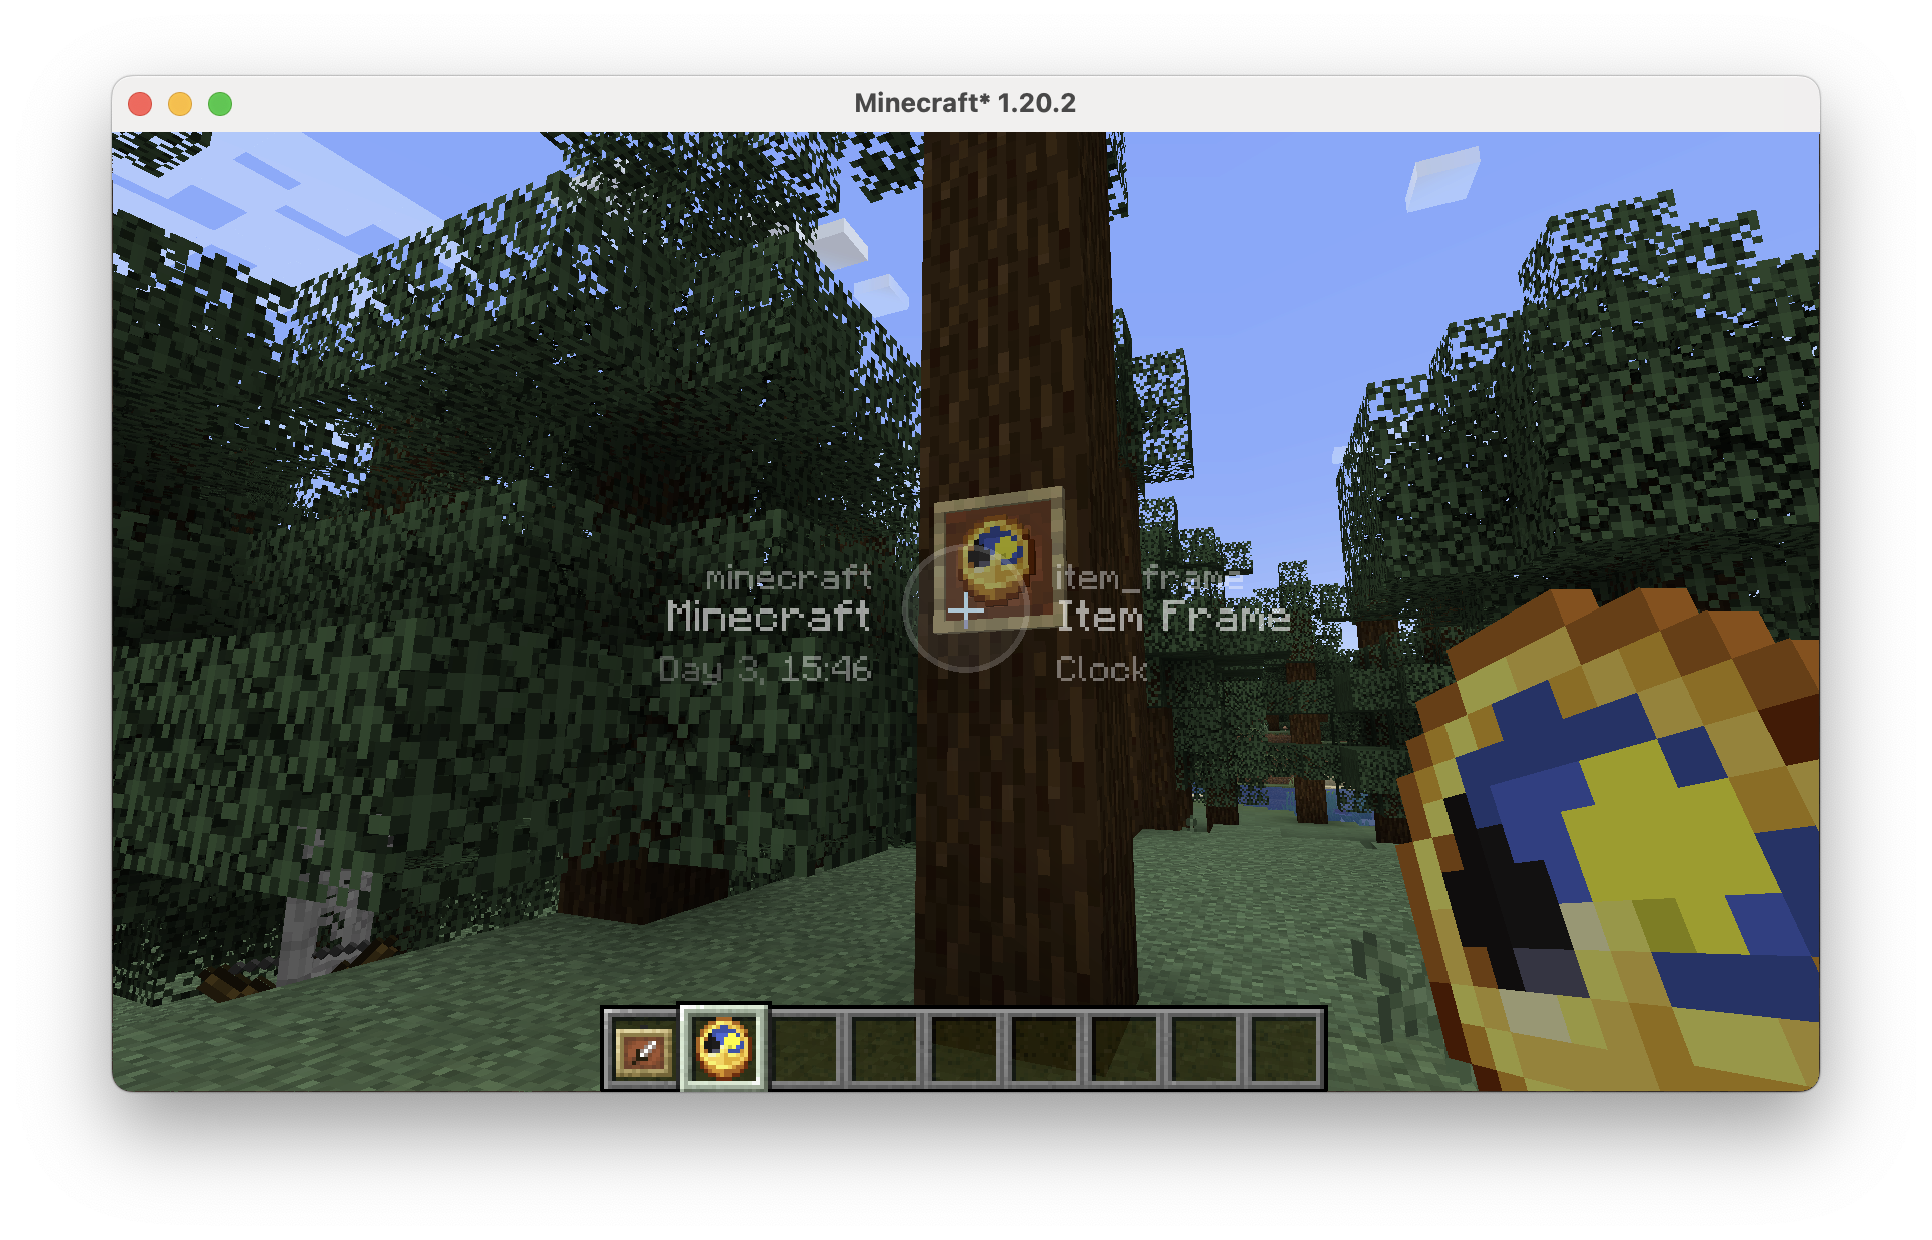 Minecraft* 1.20.2
minecraft
Minecraft
Day 3, 15:46
item_frame
Item Frame
Clock